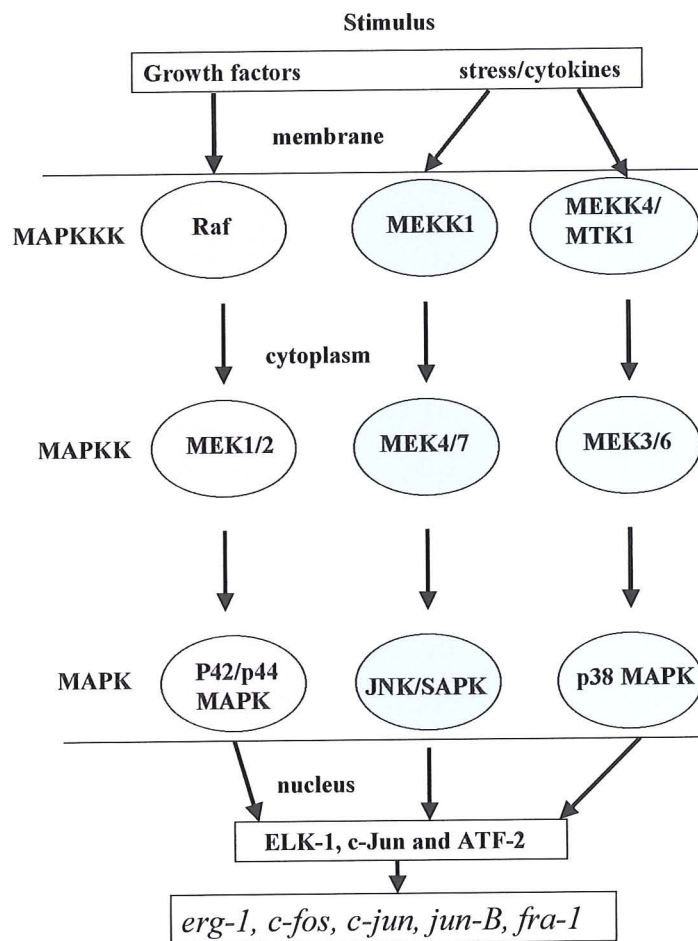 Stimulus
Growth factors stress/cytokines
membrane
MAPKKK Raf MEKK1 MEKK4/
MTK1
cytoplasm
MAPKK MEK1/2 MEK4/7 MEK3/6
MAPK P42/p44
MAPK JNK/SAPK p38 MAPK
nucleus
ELK-1, c-Jun and ATF-2
erg-1, c-fos, c-jun, jun-B, fra-1